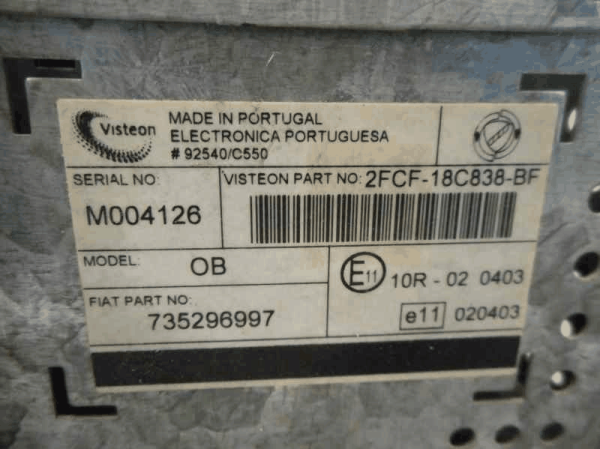 Visteon
MADE IN PORTUGAL
ELECTRONICA PORTUGUESA
# 92540/C550
SERIAL NO:
M004126
VISTEON PART NO: 2FCF-18C838-BF
MODEL: OB
FIAT PART NO:
735296997
E11 10R - 02 0403
e11 020403